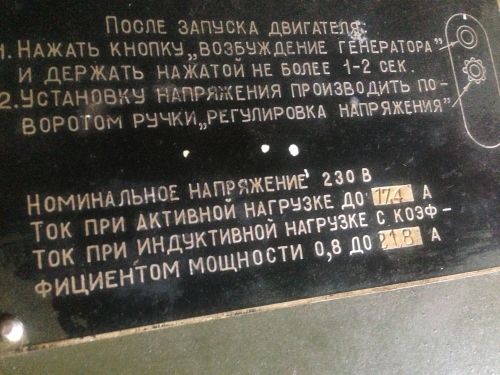 После запуска двигателя
1. Нажать кнопку „возбуждение генератора"
и держать нажатой не более 1-2 сек.
2. Установку напряжения производить по-
воротом ручки „регулировка напряжения"
Номинальное напряжение 230 В
Ток при активной нагрузке до 174 А
Ток при индуктивной нагрузке с коэф-
фициентом мощности 0,8 до 218 А